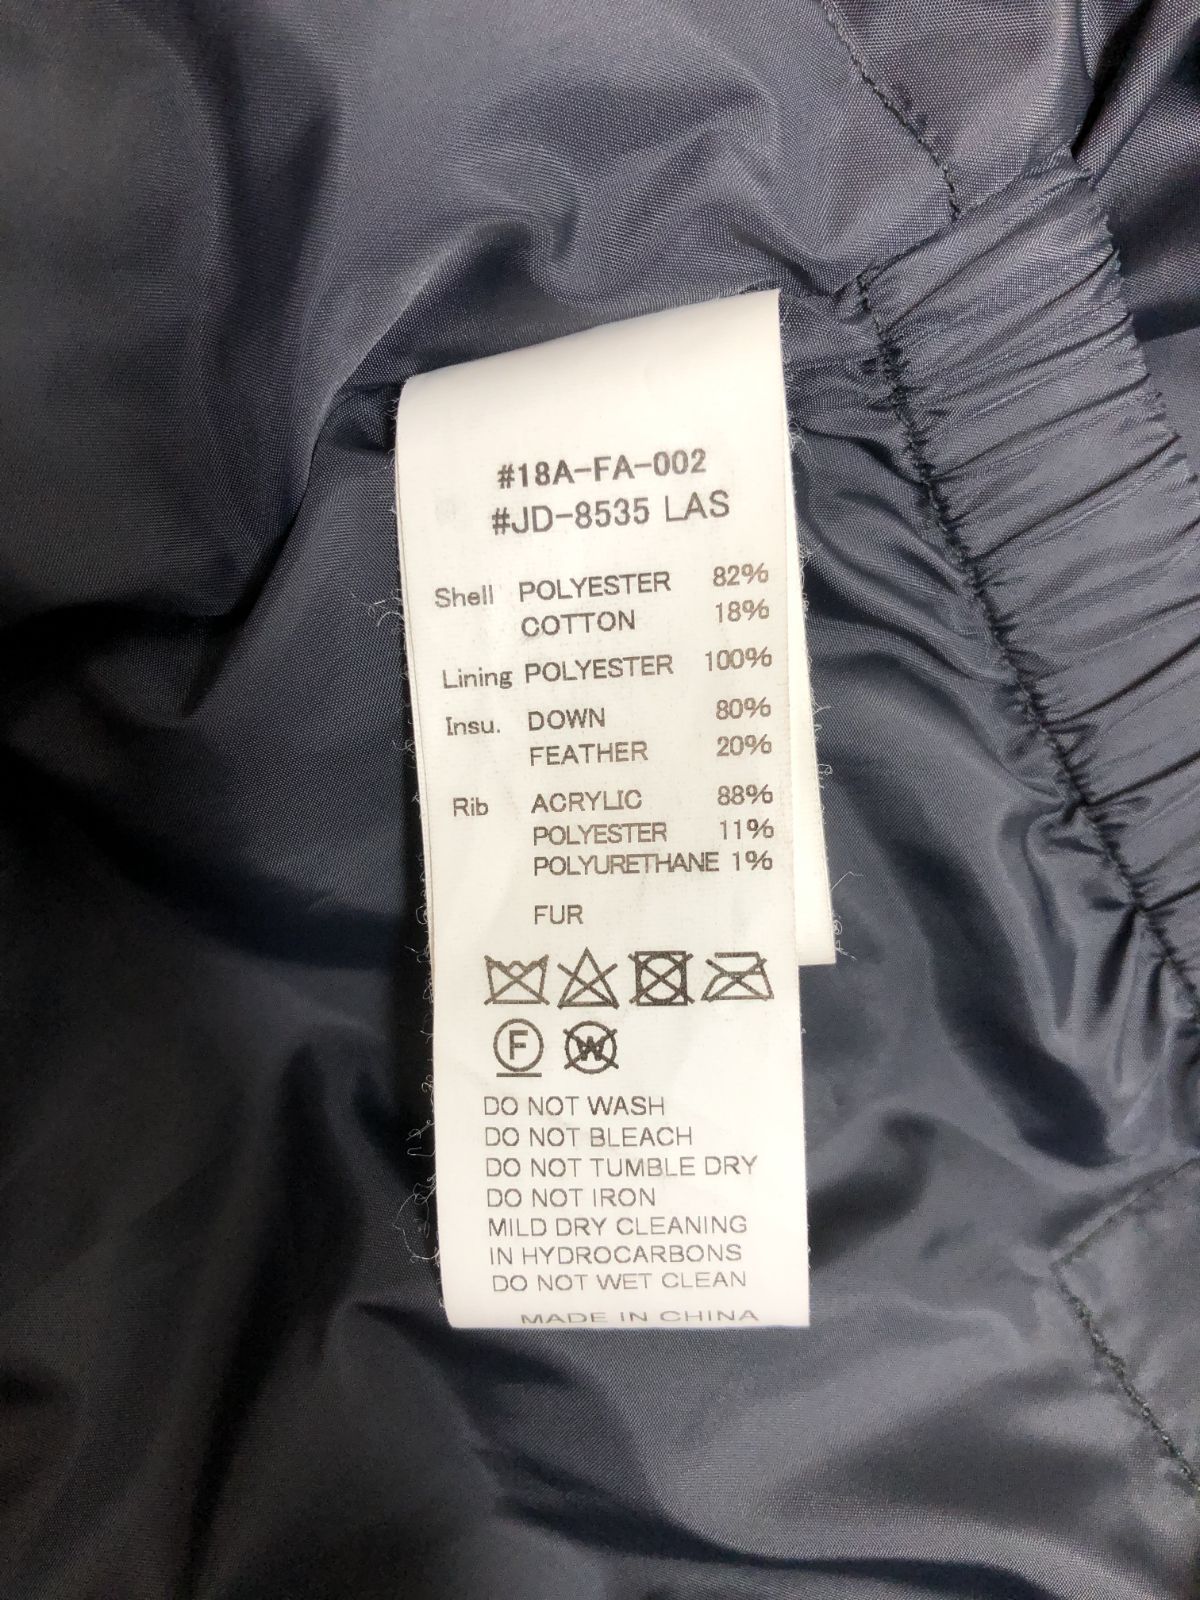 #18A-FA-002
#JD-8535 LAS
Shell POLYESTER 82%
COTTON 18%
Lining POLYESTER 100%
Insu. DOWN 80%
FEATHER 20%
Rib ACRYLIC 88%
POLYESTER 11%
POLYURETHANE 1%
FUR
F W
DO NOT WASH
DO NOT BLEACH
DO NOT TUMBLE DRY
DO NOT IRON
MILD DRY CLEANING
IN HYDROCARBONS
DO NOT WET CLEAN
MADE IN CHINA